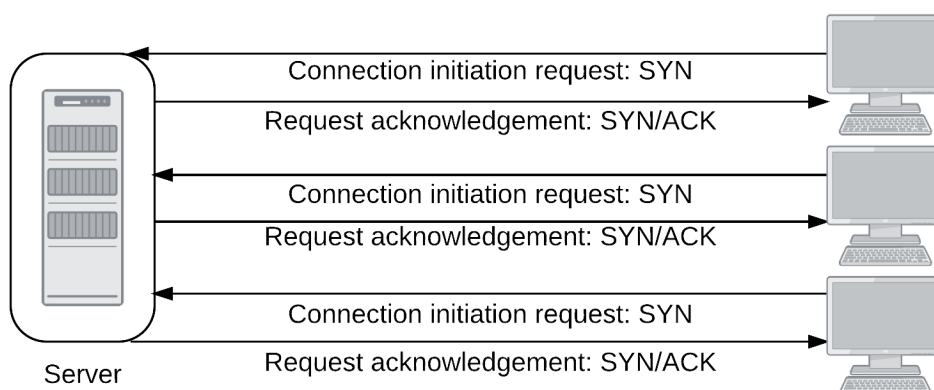 Connection initiation request: SYN
Request acknowledgement: SYN/ACK
Connection initiation request: SYN
Request acknowledgement: SYN/ACK
Connection initiation request: SYN
Request acknowledgement: SYN/ACK
Server